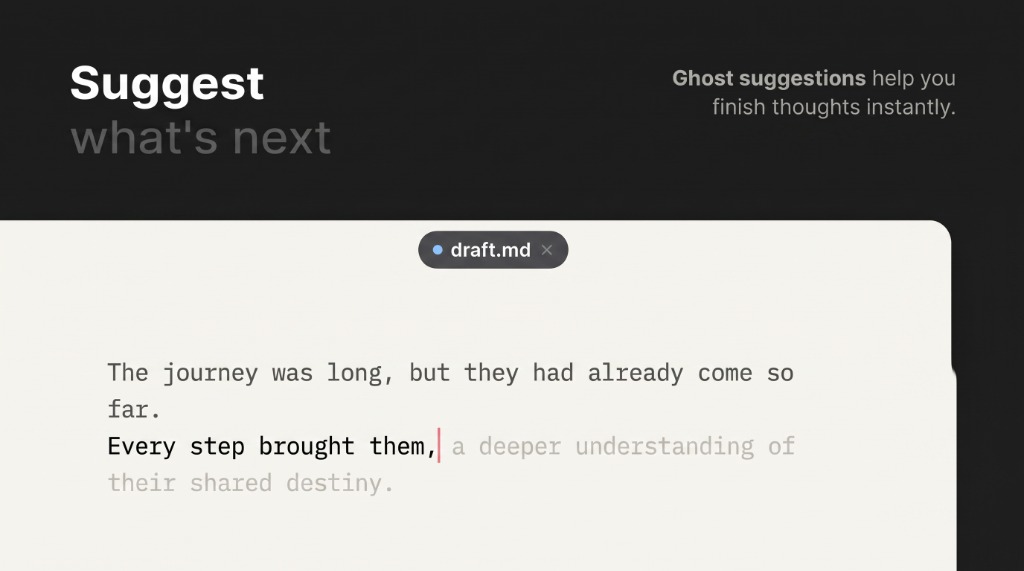 Suggest
what's next
Ghost suggestions help you
finish thoughts instantly.
draft.md ×
The journey was long, but they had already come so
far.
Every step brought them, a deeper understanding of
their shared destiny.